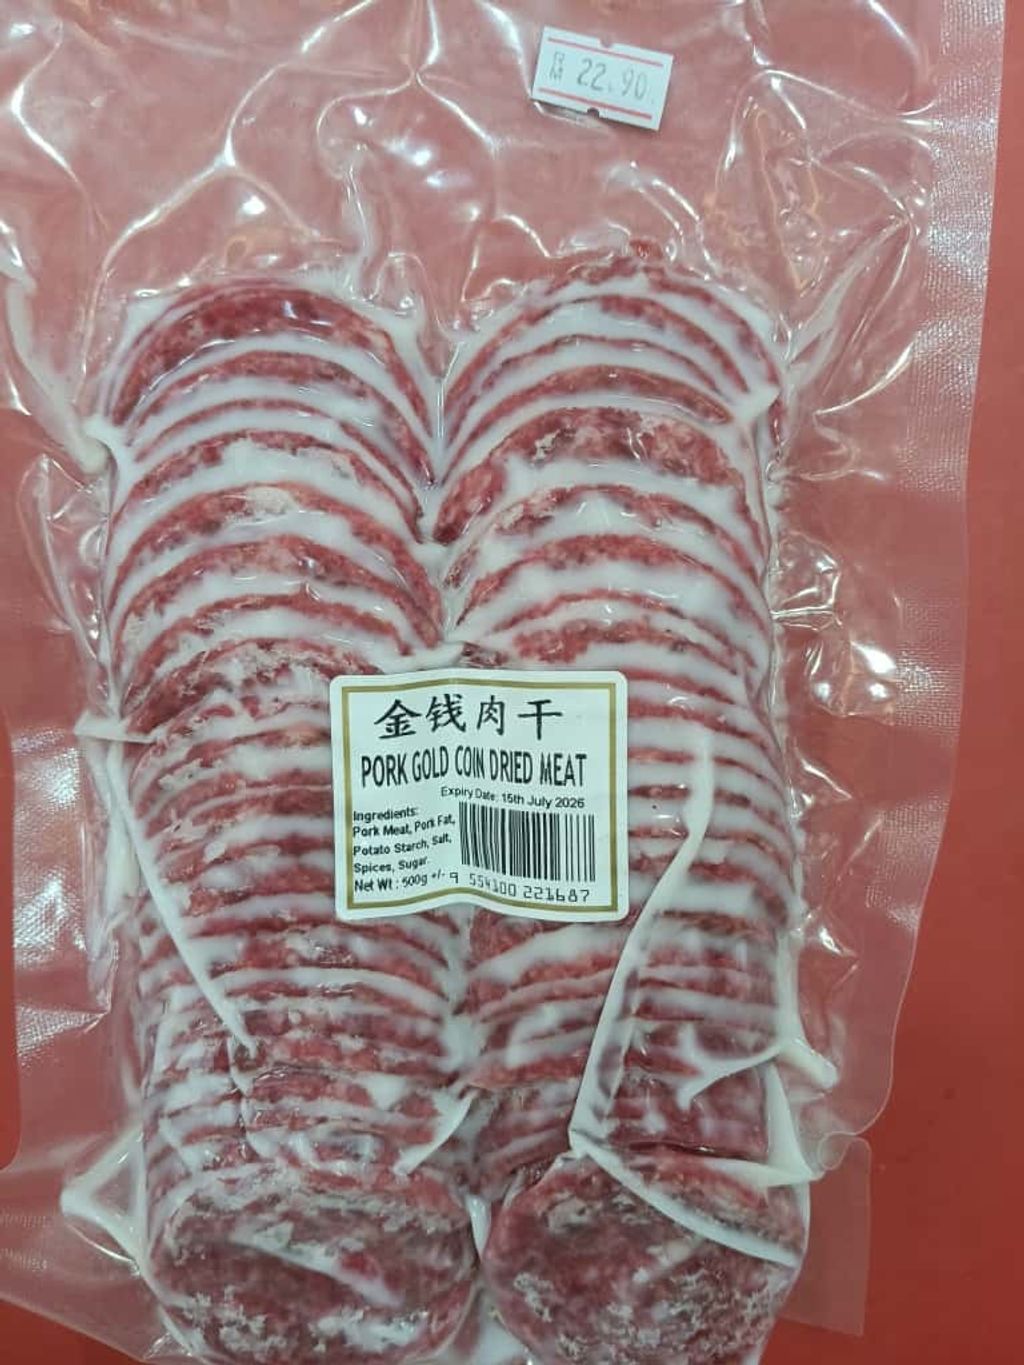 RM 22.90
金钱肉干
PORK GOLD COIN DRIED MEAT
Expiry Date: 15th July 2026
Ingredients:
Pork Meat, Pork Fat,
Potato Starch, Salt,
Spices, Sugar.
Net Wt : 500g +/-
9 554100 221687